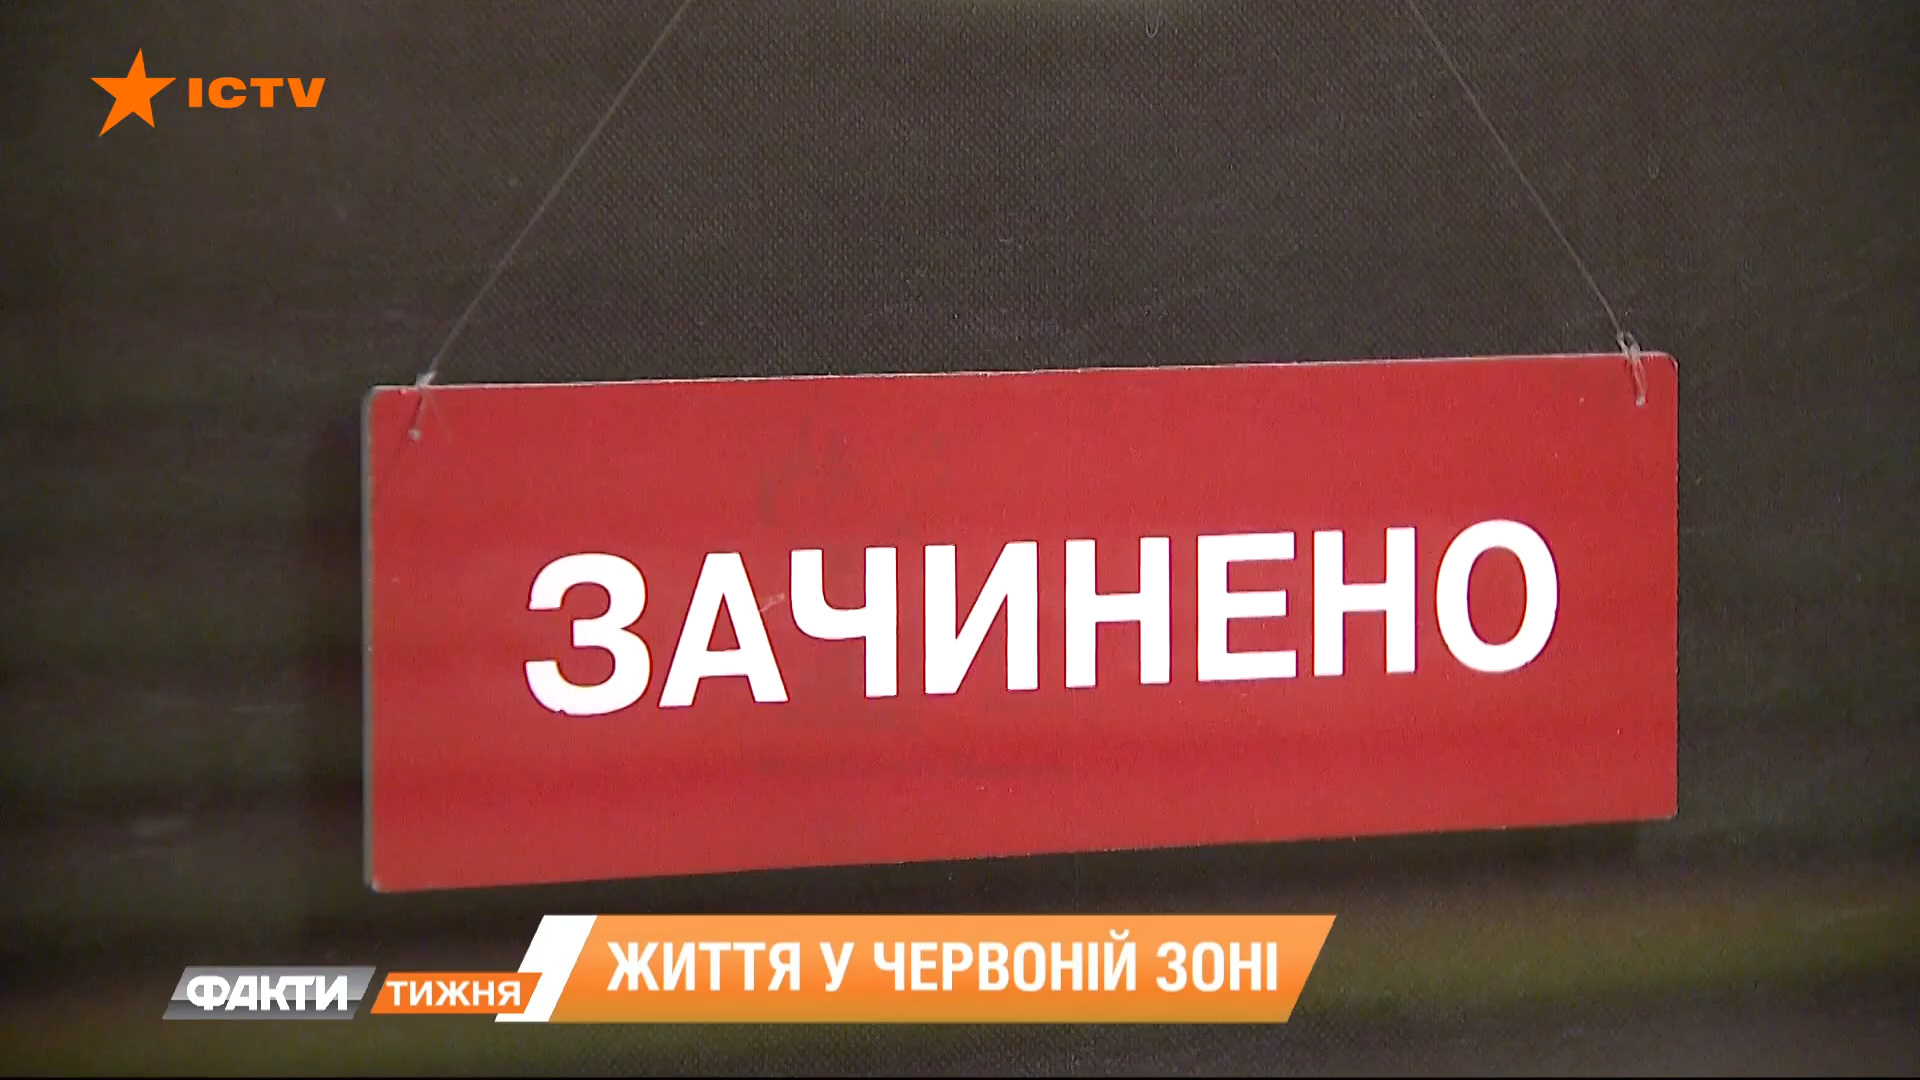 ICTV
ЗАЧИНЕНО
ЖИТТЯ У ЧЕРВОНІЙ ЗОНІ
ФАКТИ ТИЖНЯ